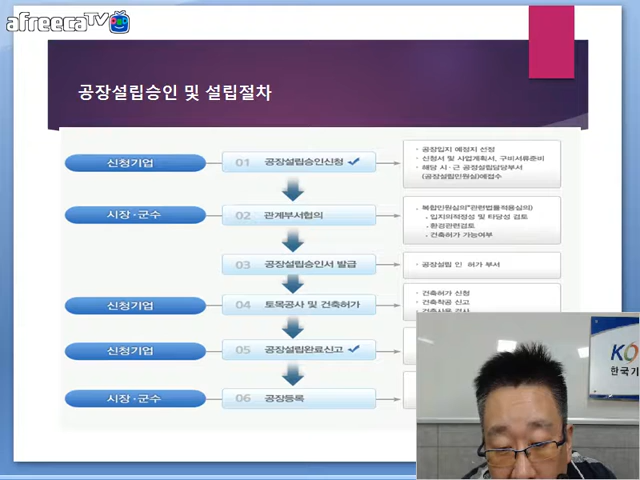 afreecaTV
공장설립승인 및 설립절차
신청기업
01 공장설립승인신청
· 공장입지 예정지 선정
· 신청서 및 사업계획서, 구비서류준비
· 해당 시·군 공장설립담당부서
(공장설립민원실)에접수
시장·군수
02 관계부서협의
· 복합민원심의"관련법률적용심의)
· 입지의적정성 및 타당성 검토
· 환경관련검토
· 건축허가 가능여부
03 공장설립승인서 발급
· 공장설립 인 허가 부서
신청기업
04 토목공사 및 건축허가
· 건축허가 신청
· 건축착공 신고
신청기업
05 공장설립완료신고
시장·군수
06 공장등록
KO
한국기